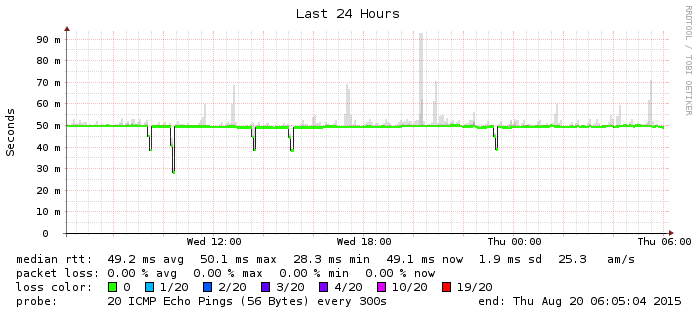 Last 24 Hours
RRDTOOL / TOBI OETIKER
Seconds
90 m
80 m
70 m
60 m
50 m
40 m
30 m
20 m
10 m
0 m
Wed 12:00 Wed 18:00 Thu 00:00 Thu 06:00
median rtt: 49.2 ms avg 50.1 ms max 28.3 ms min 49.1 ms now 1.9 ms sd 25.3 am/s
packet loss: 0.00 % avg 0.00 % max 0.00 % min 0.00 % now
loss color: 0 1/20 2/20 3/20 4/20 10/20 19/20
probe: 20 ICMP Echo Pings (56 Bytes) every 300s end: Thu Aug 20 06:05:04 2015